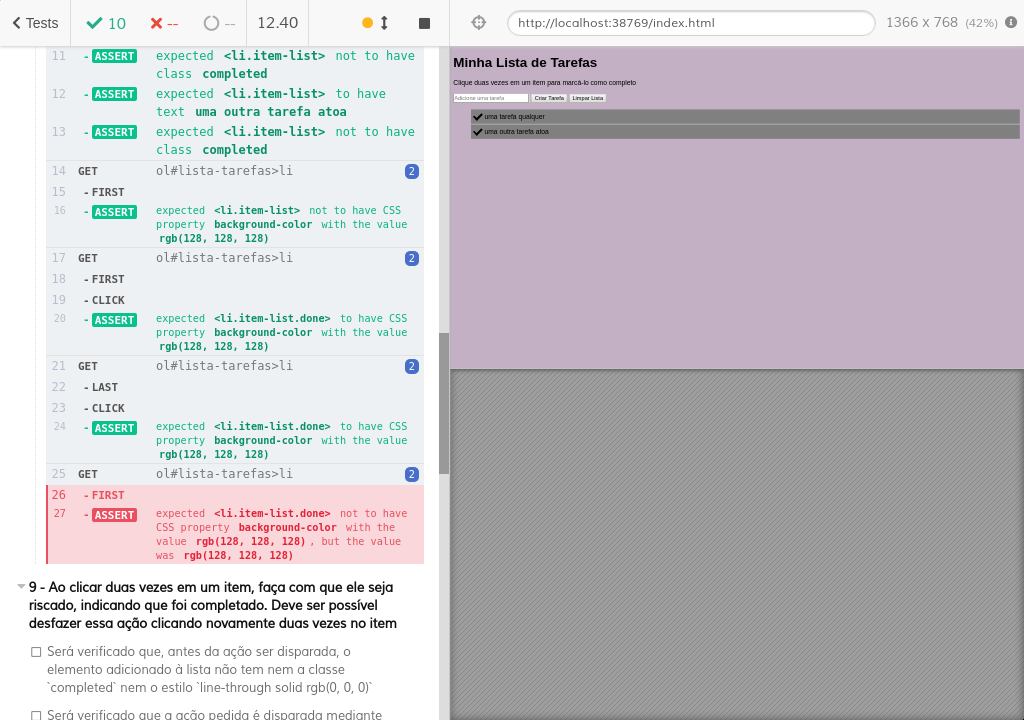 Tests 10 -- -- 12.40
http://localhost:38769/index.html 1366 x 768 (42%)
11 - ASSERT expected <li.item-list> not to have
class completed
12 - ASSERT expected <li.item-list> to have
text uma outra tarefa atoa
13 - ASSERT expected <li.item-list> not to have
class completed
14 GET ol#lista-tarefas>li 2
15 - FIRST
16 - ASSERT expected <li.item-list> not to have CSS
property background-color with the value
rgb(128, 128, 128)
17 GET ol#lista-tarefas>li 2
18 - FIRST
19 - CLICK
20 - ASSERT expected <li.item-list.done> to have CSS
property background-color with the value
rgb(128, 128, 128)
21 GET ol#lista-tarefas>li 2
22 - LAST
23 - CLICK
24 - ASSERT expected <li.item-list.done> to have CSS
property background-color with the value
rgb(128, 128, 128)
25 GET ol#lista-tarefas>li 2
26 - FIRST
27 - ASSERT expected <li.item-list.done> not to have
CSS property background-color with the
value rgb(128, 128, 128) , but the value
was rgb(128, 128, 128)
9 - Ao clicar duas vezes em um item, faça com que ele seja
riscado, indicando que foi completado. Deve ser possível
desfazer essa ação clicando novamente duas vezes no item
Será verificado que, antes da ação ser disparada, o
elemento adicionado à lista não tem nem a classe
`completed` nem o estilo `line-through solid rgb(0, 0, 0)`
Será verificado que a ação pedida é disparada mediante
Minha Lista de Tarefas
Clique duas vezes em um item para marcá-lo como completo
Adicione uma tarefa Criar Tarefa Limpar Lista
uma tarefa qualquer
uma outra tarefa atoa